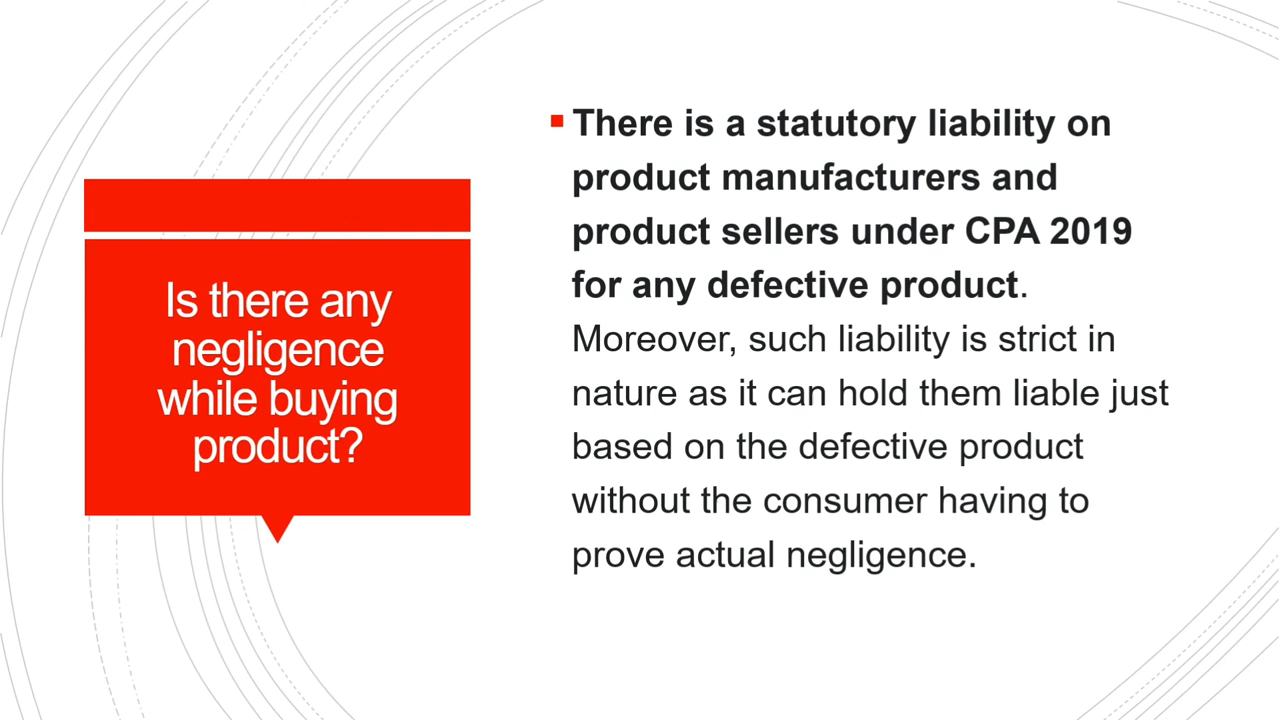 Is there any
negligence
while buying
product?
▪ There is a statutory liability on
product manufacturers and
product sellers under CPA 2019
for any defective product.
Moreover, such liability is strict in
nature as it can hold them liable just
based on the defective product
without the consumer having to
prove actual negligence.